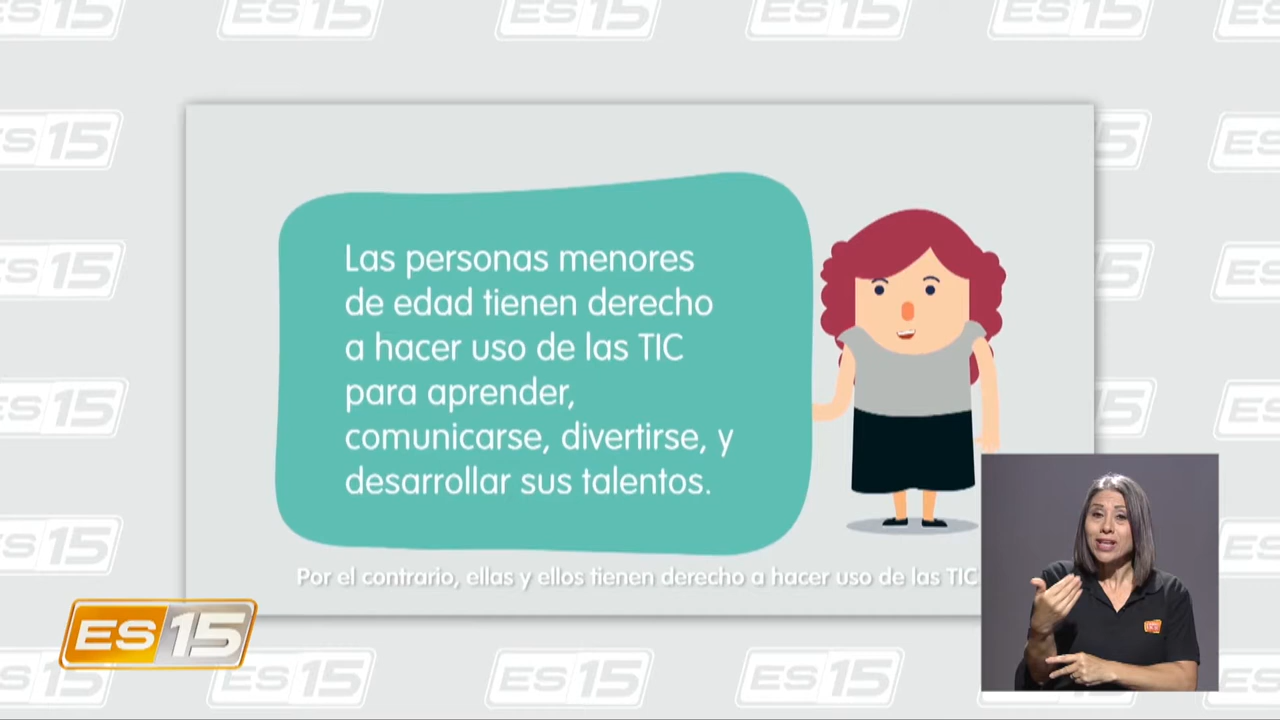 Las personas menores
de edad tienen derecho
a hacer uso de las TIC
para aprender,
comunicarse, divertirse, y
desarrollar sus talentos.
Por el contrario, ellas y ellos tienen derecho a hacer uso de las TIC
ES15